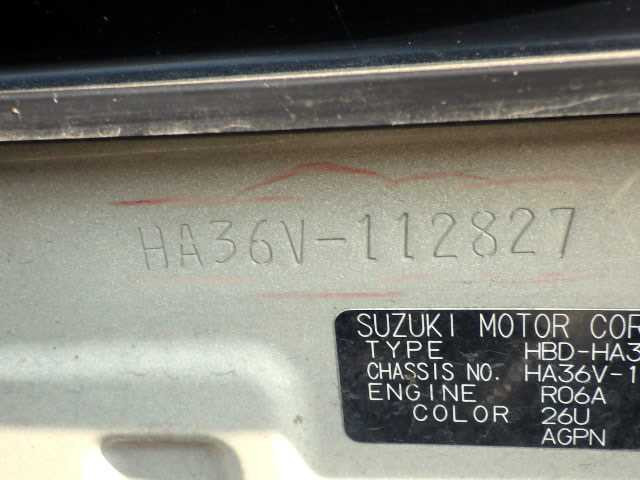 HA36V-112827
SUZUKI MOTOR COR
TYPE HBD-HA3
CHASSIS NO. HA36V-1
ENGINE R06A
COLOR 26U
AGPN